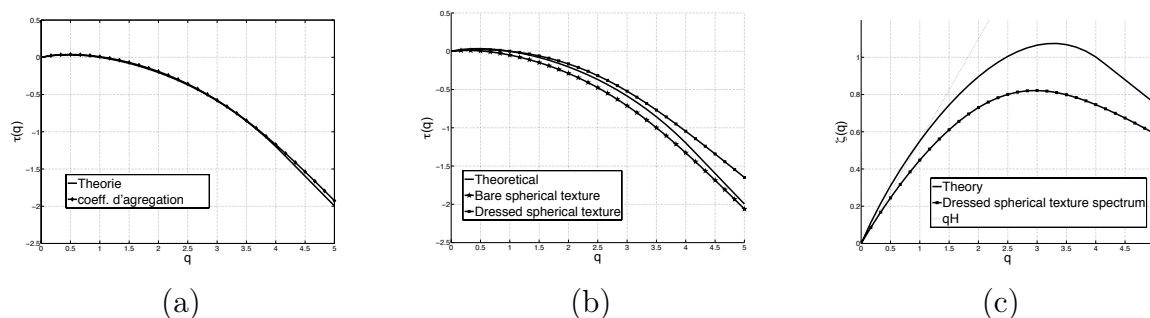 0.5
0
−0.5
−1
−1.5
−2
−2.5
τ(q)
0 0.5 1 1.5 2 2.5 3 3.5 4 4.5 5
q
Theorie
coeff. d'agregation
(a)
0.5
0
−0.5
−1
−1.5
−2
−2.5
τ(q)
0 0.5 1 1.5 2 2.5 3 3.5 4 4.5 5
q
Theoretical
Bare spherical texture
Dressed spherical texture
(b)
1
0.8
0.6
0.4
0.2
0
ζ(q)
0 0.5 1 1.5 2 2.5 3 3.5 4 4.5
q
Theory
Dressed spherical texture spectrum
qH
(c)